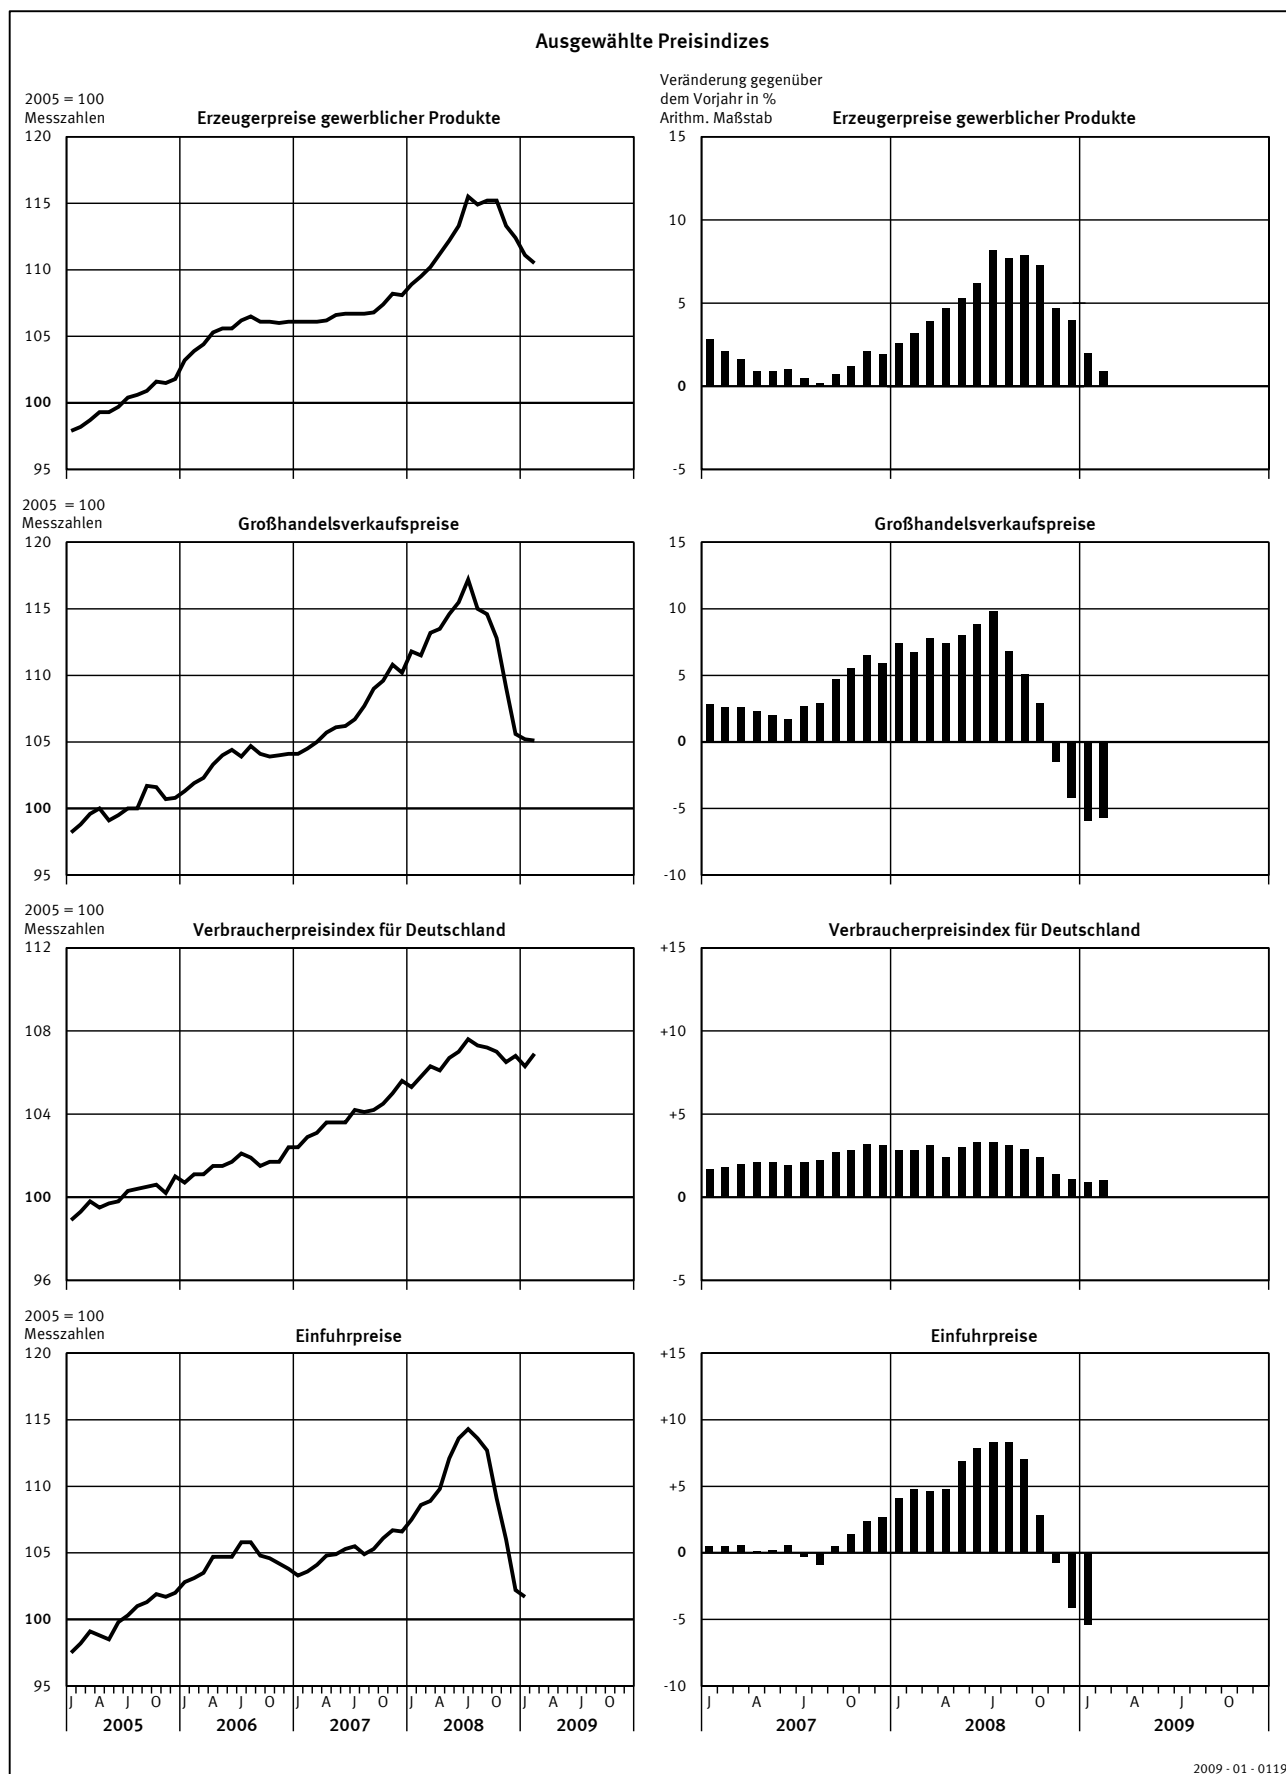 Ausgewählte Preisindizes
2005 = 100
Messzahlen
Erzeugerpreise gewerblicher Produkte
120
115
110
105
100
95
Veränderung gegenüber
dem Vorjahr in %
Arithm. Maßstab
Erzeugerpreise gewerblicher Produkte
15
10
5
0
-5
2005 = 100
Messzahlen
Großhandelsverkaufspreise
120
115
110
105
100
95
Großhandelsverkaufspreise
15
10
5
0
-5
-10
2005 = 100
Messzahlen
Verbraucherpreisindex für Deutschland
112
108
104
100
96
Verbraucherpreisindex für Deutschland
+15
+10
+5
0
-5
2005 = 100
Messzahlen
Einfuhrpreise
120
115
110
105
100
95
J A J O J A J O J A J O J A J O J A J O
2005 2006 2007 2008 2009
Einfuhrpreise
+15
+10
+5
0
-5
-10
J A J O J A J O J A J O
2007 2008 2009
2009 - 01 - 0119